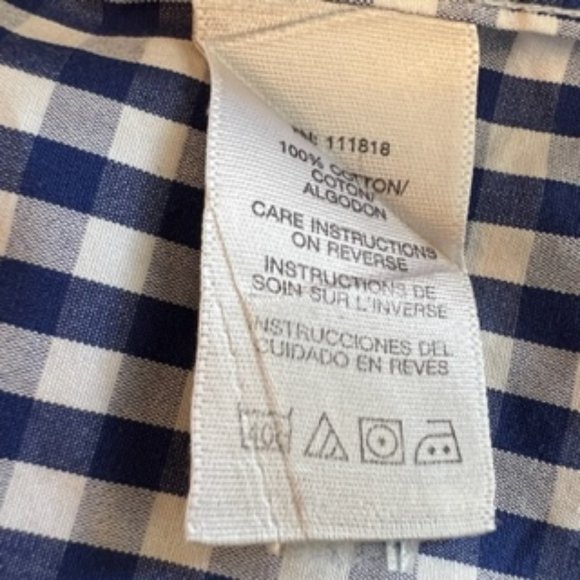 RN: 111818
100% COTTON/
COTON/
ALGODON
CARE INSTRUCTIONS
ON REVERSE
INSTRUCTIONS DE
SOIN SUR L'INVERSE
INSTRUCCIONES DEL
CUIDADO EN REVES